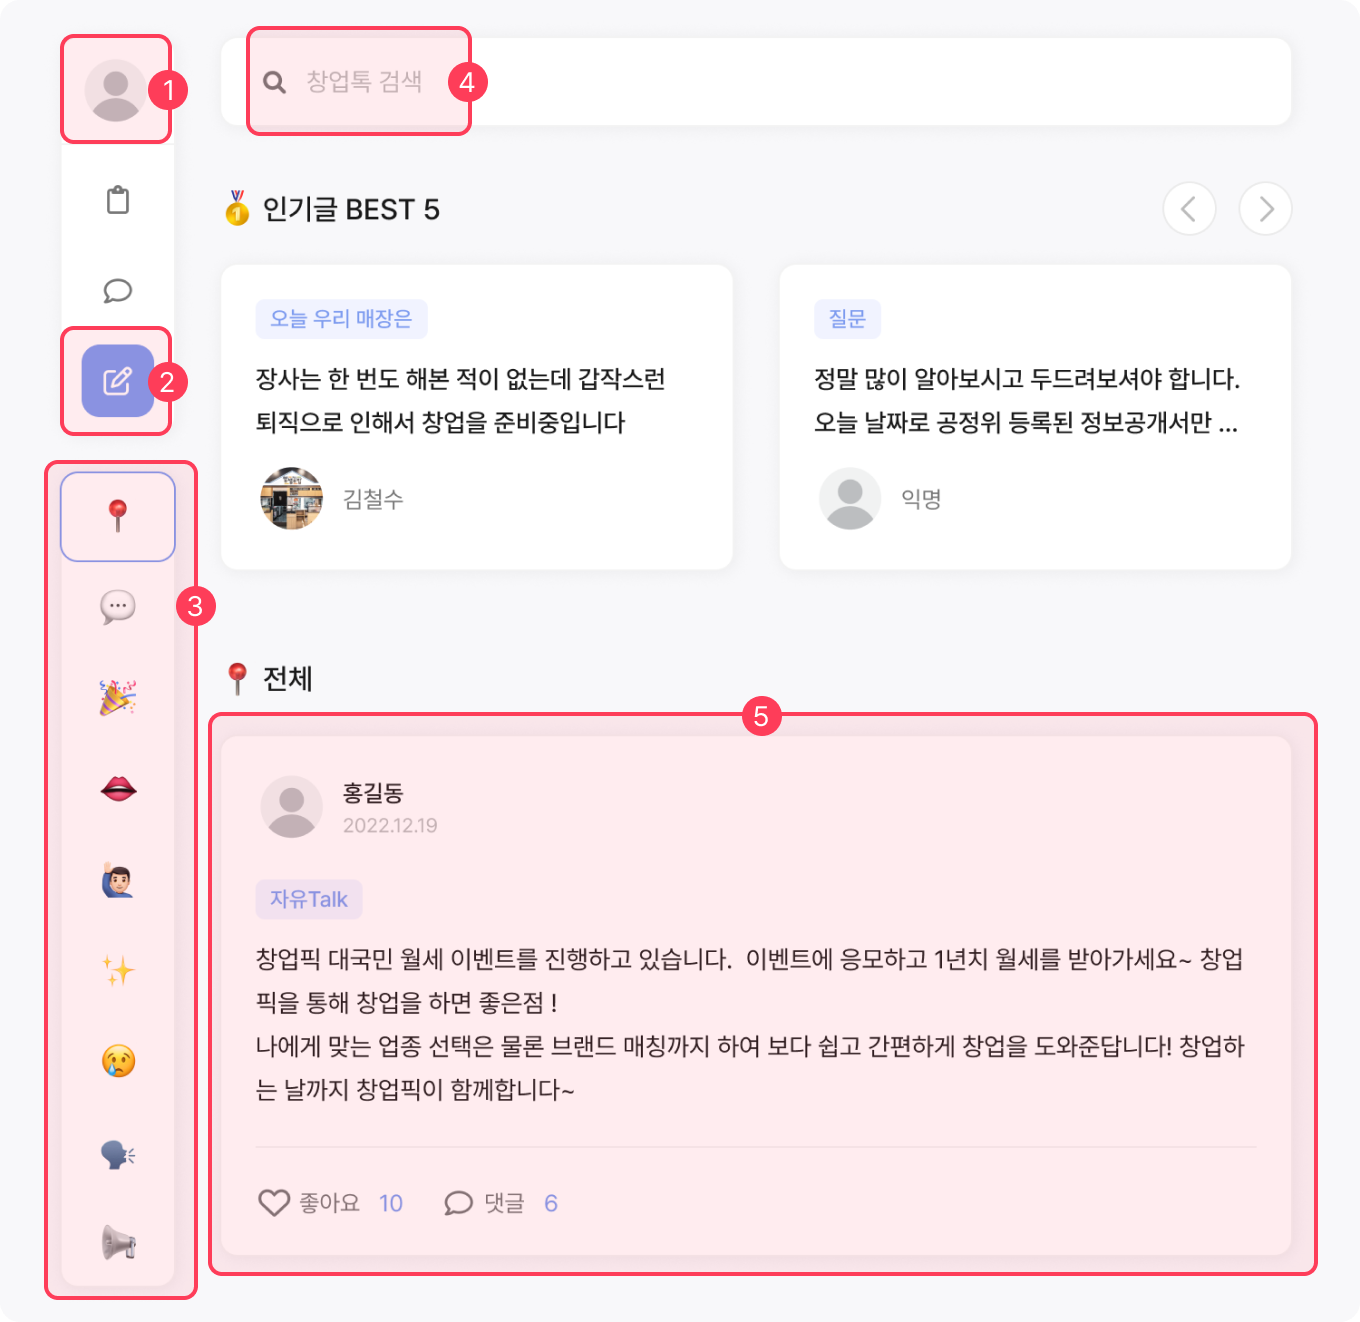 1
창업톡 검색
4
인기글 BEST 5
2
오늘 우리 매장은
장사는 한 번도 해본 적이 없는데 갑작스런
퇴직으로 인해서 창업을 준비중입니다
김철수
질문
정말 많이 알아보시고 두드려보셔야 합니다.
오늘 날짜로 공정위 등록된 정보공개서만 ...
익명
3
전체
5
홍길동
2022.12.19
자유Talk
창업픽 대국민 월세 이벤트를 진행하고 있습니다. 이벤트에 응모하고 1년치 월세를 받아가세요~ 창업
픽을 통해 창업을 하면 좋은점 !
나에게 맞는 업종 선택은 물론 브랜드 매칭까지 하여 보다 쉽고 간편하게 창업을 도와준답니다! 창업하
는 날까지 창업픽이 함께합니다~
좋아요 10 댓글 6